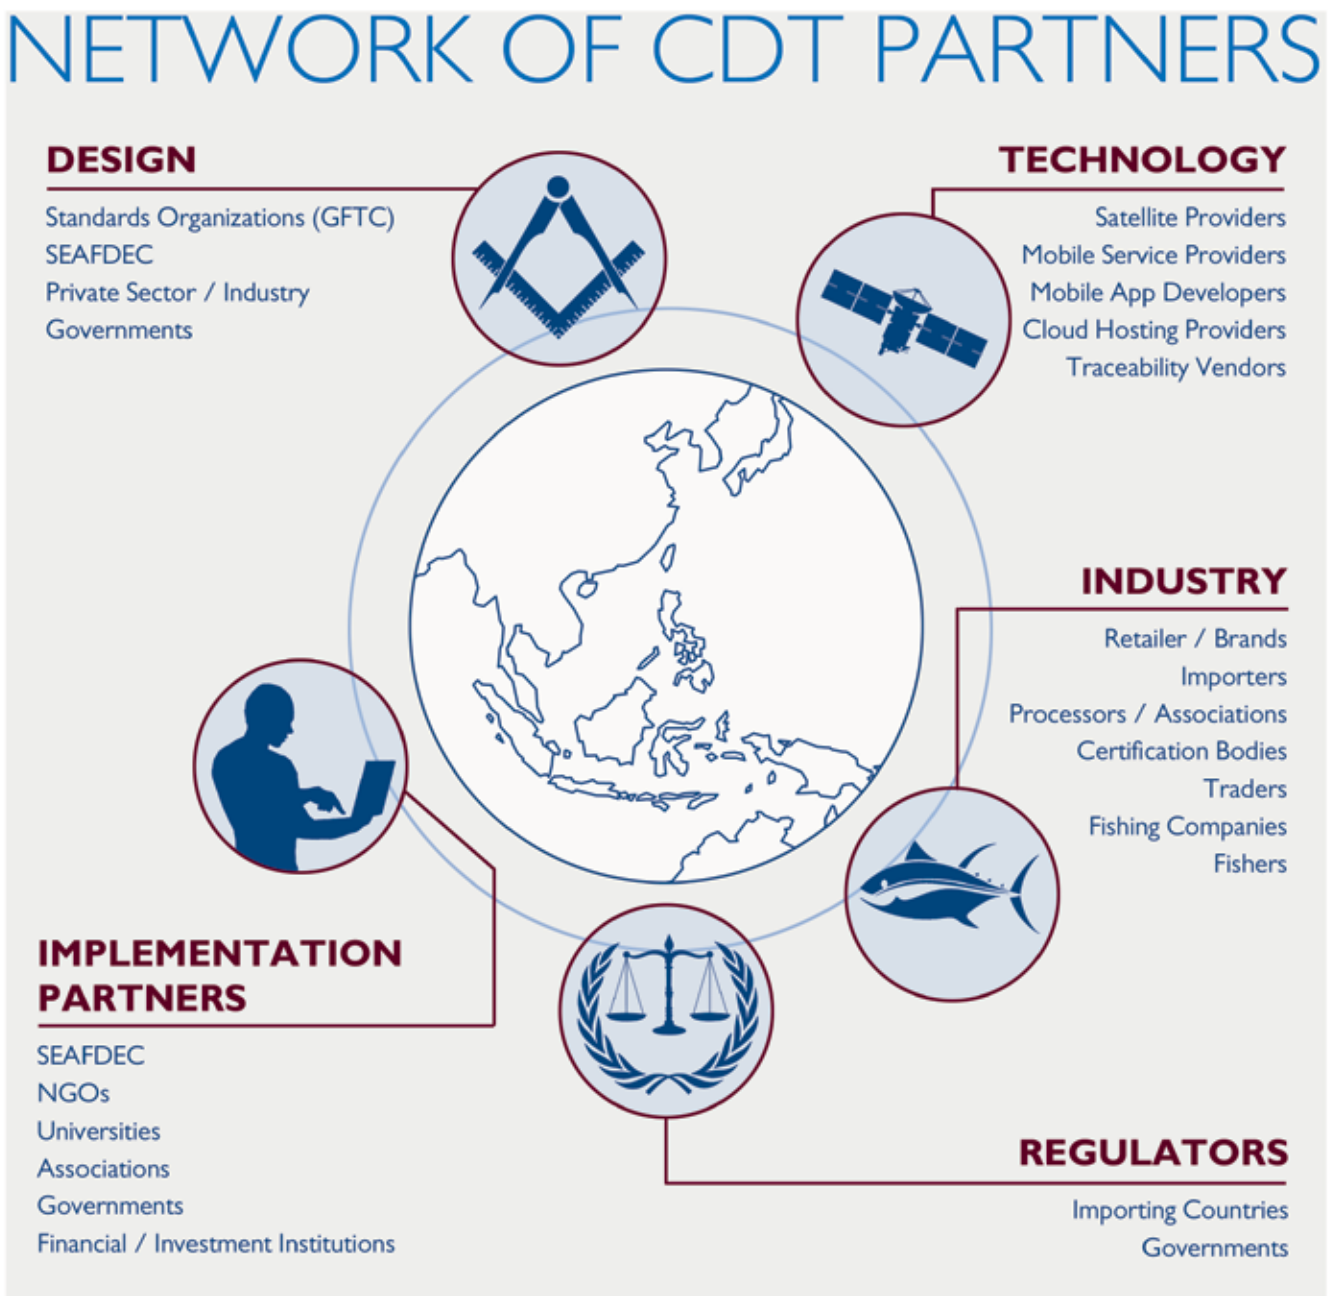 NETWORK OF CDT PARTNERS
DESIGN
Standards Organizations (GFTC)
SEAFDEC
Private Sector / Industry
Governments
TECHNOLOGY
Satellite Providers
Mobile Service Providers
Mobile App Developers
Cloud Hosting Providers
Traceability Vendors
INDUSTRY
Retailer / Brands
Importers
Processors / Associations
Certification Bodies
Traders
Fishing Companies
Fishers
IMPLEMENTATION
PARTNERS
SEAFDEC
NGOs
Universities
Associations
Governments
Financial / Investment Institutions
REGULATORS
Importing Countries
Governments